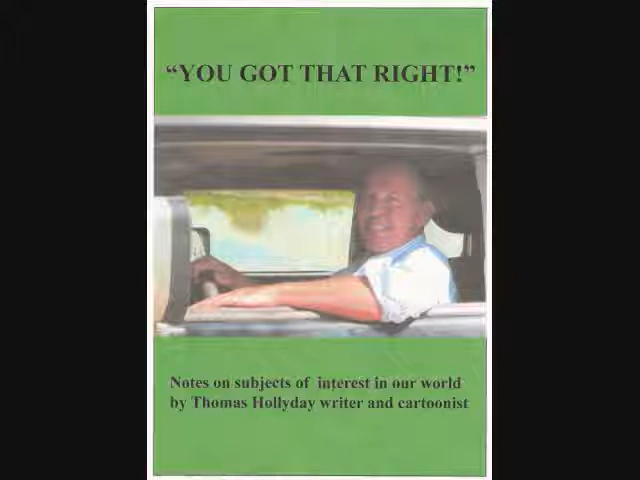 “YOU GOT THAT RIGHT!”
Notes on subjects of interest in our world
by Thomas Hollyday writer and cartoonist